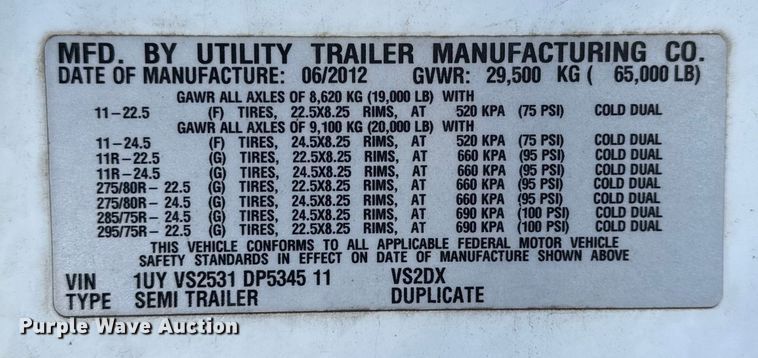 MFD. BY UTILITY TRAILER MANUFACTURING CO.
DATE OF MANUFACTURE: 06/2012 GVWR: 29,500 KG ( 65,000 LB)
GAWR ALL AXLES OF 8,620 KG (19,000 LB) WITH
11-22.5 (F) TIRES, 22.5X8.25 RIMS, AT 520 KPA (75 PSI) COLD DUAL
GAWR ALL AXLES OF 9,100 KG (20,000 LB) WITH
11-24.5 (F) TIRES, 24.5X8.25 RIMS, AT 520 KPA (75 PSI) COLD DUAL
11R-22.5 (G) TIRES, 22.5X8.25 RIMS, AT 660 KPA (95 PSI) COLD DUAL
11R-24.5 (G) TIRES, 24.5X8.25 RIMS, AT 660 KPA (95 PSI) COLD DUAL
275/80R-22.5 (G) TIRES, 22.5X8.25 RIMS, AT 660 KPA (95 PSI) COLD DUAL
275/80R-24.5 (G) TIRES, 24.5X8.25 RIMS, AT 660 KPA (95 PSI) COLD DUAL
285/75R-24.5 (G) TIRES, 24.5X8.25 RIMS, AT 690 KPA (100 PSI) COLD DUAL
295/75R-22.5 (G) TIRES, 22.5X8.25 RIMS, AT 690 KPA (100 PSI) COLD DUAL
THIS VEHICLE CONFORMS TO ALL APPLICABLE FEDERAL MOTOR VEHICLE
SAFETY STANDARDS IN EFFECT ON DATE OF MANUFACTURE SHOWN ABOVE
VIN 1UY VS2531 DP5345 11 VS2DX
TYPE SEMI TRAILER DUPLICATE
Purple Wave Auction